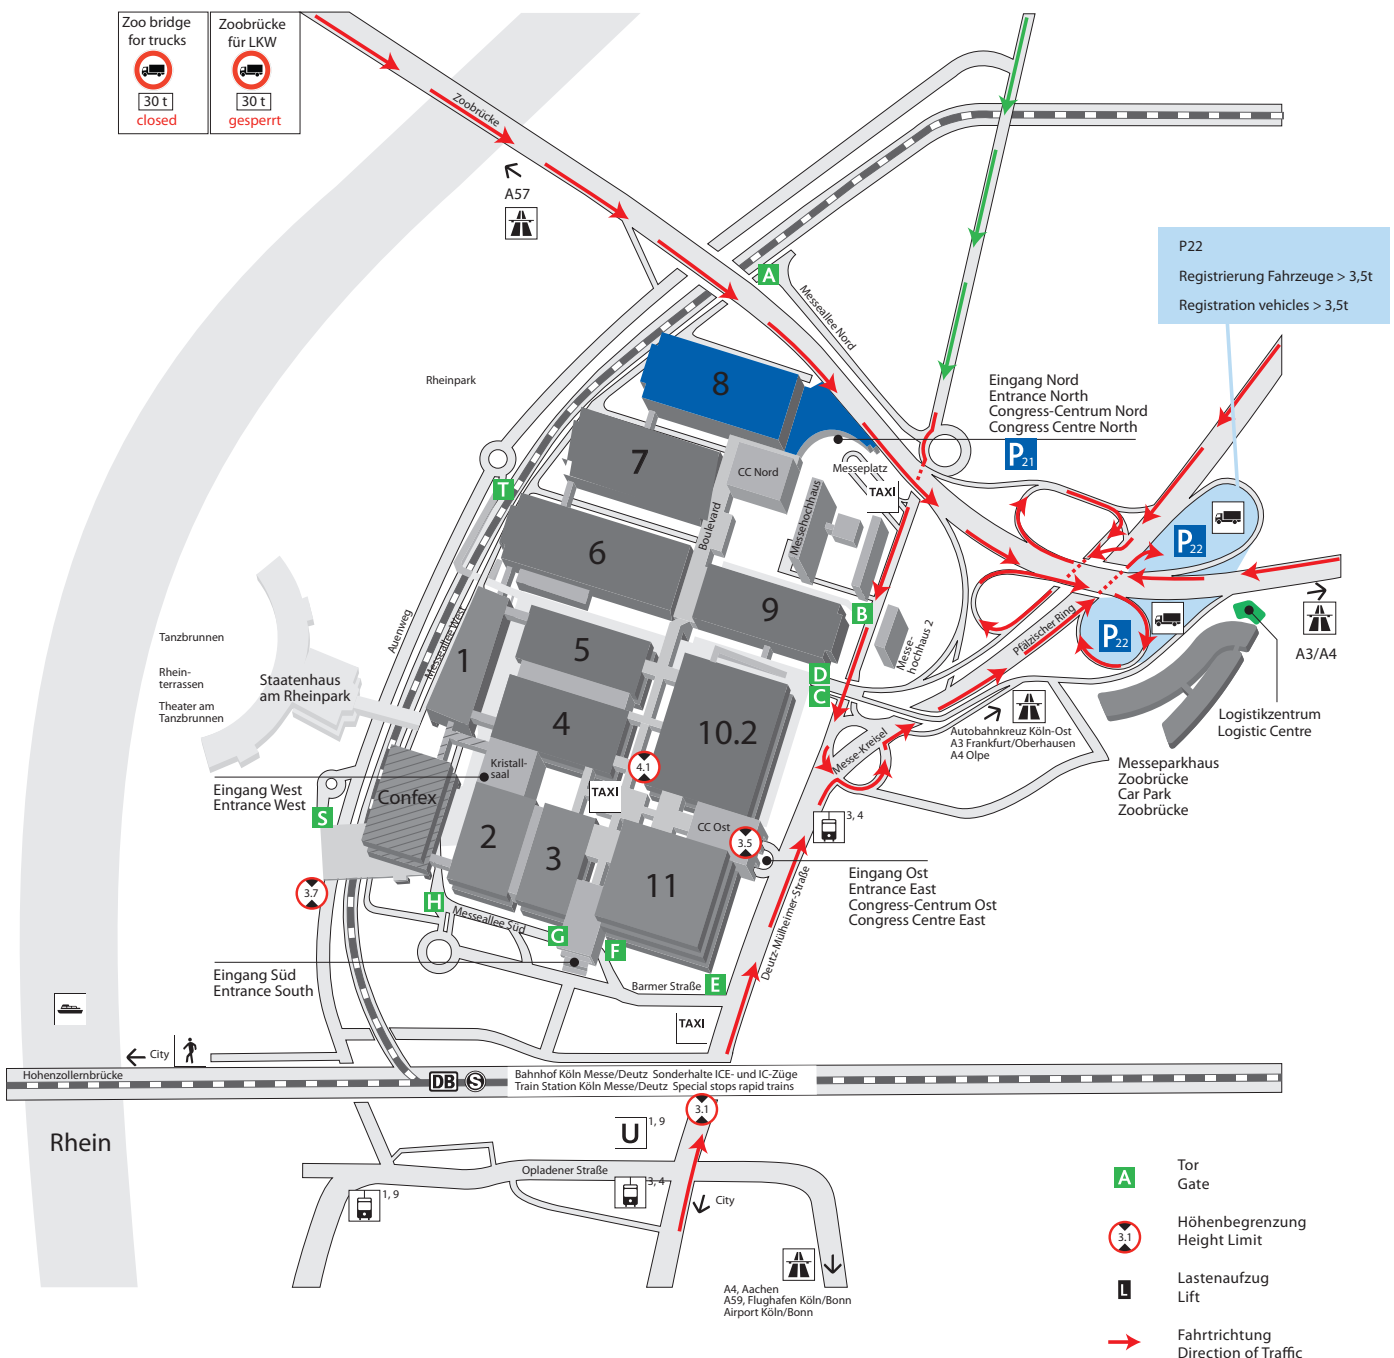 Zoo bridge
for trucks
30 t
closed
Zoobrücke
für LKW
30 t
gesperrt
Zoobrücke
A57
A
Messeallee Nord
P22
Registrierung Fahrzeuge > 3,5t
Registration vehicles > 3,5t
Rheinpark
8
Eingang Nord
Entrance North
Congress-Centrum Nord
Congress Centre North
P21
7
CC Nord
Messeplatz
TAXI
T
Boulevard
Messehochhaus
P22
6
9
B
Messe-
hochhaus 2
Pfälzischer Ring
P22
A3/A4
Auenweg
Messeallee West
Tanzbrunnen
Rhein-
terrassen
Theater am
Tanzbrunnen
Staatenhaus
am Rheinpark
1
5
4
10.2
D
C
Autobahnkreuz Köln-Ost
A3 Frankfurt/Oberhausen
A4 Olpe
Logistikzentrum
Logistic Centre
Messe-Kreisel
Messeparkhaus
Zoobrücke
Car Park
Zoobrücke
Kristall-
saal
4.1
TAXI
Eingang West
Entrance West
Confex
S
2
3
CC Ost
3.5
3, 4
11
Eingang Ost
Entrance East
Congress-Centrum Ost
Congress Centre East
3.7
H
Messeallee Süd
G
F
E
Deutz-Mülheimer-Straße
Eingang Süd
Entrance South
Barmer Straße
TAXI
City
Hohenzollernbrücke
DB
S
Bahnhof Köln Messe/Deutz Sonderhalte ICE- und IC-Züge
Train Station Köln Messe/Deutz Special stops rapid trains
3.1
Rhein
U
1, 9
Opladener Straße
3, 4
1, 9
City
A4, Aachen
A59, Flughafen Köln/Bonn
Airport Köln/Bonn
A
Tor
Gate
3.1
Höhenbegrenzung
Height Limit
L
Lastenaufzug
Lift
Fahrtrichtung
Direction of Traffic